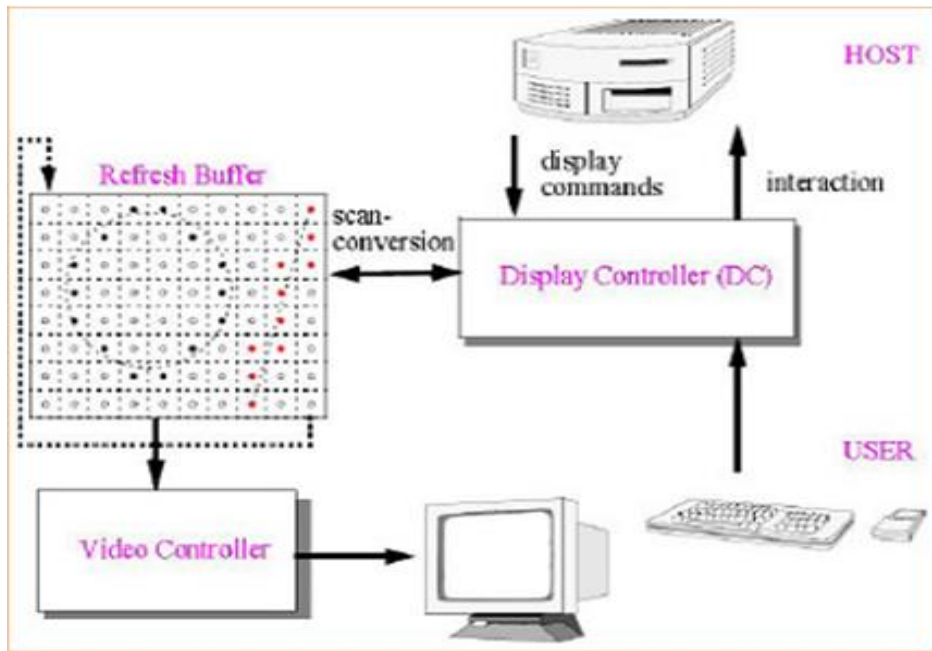 HOST
display
commands
interaction
Refresh Buffer
scan-
conversion
Display Controller (DC)
USER
Video Controller